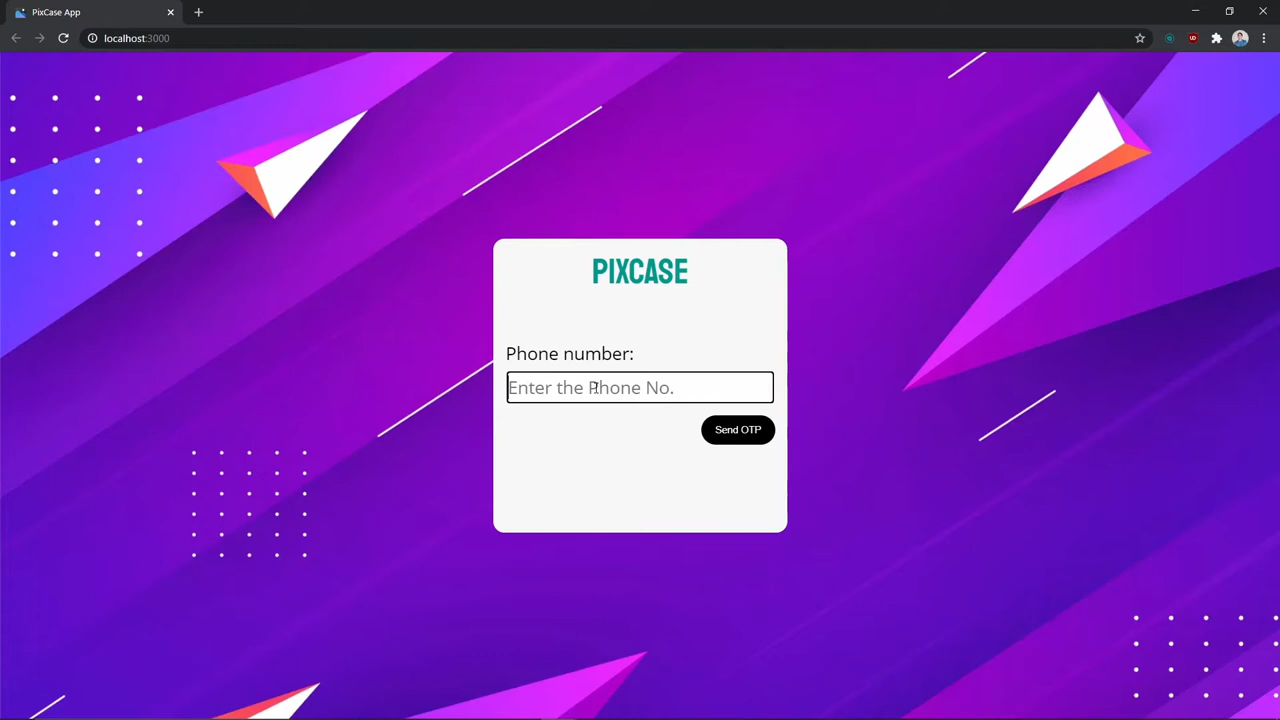 PixCase App
localhost:3000
PIXCASE
Phone number:
Enter the Phone No.
Send OTP